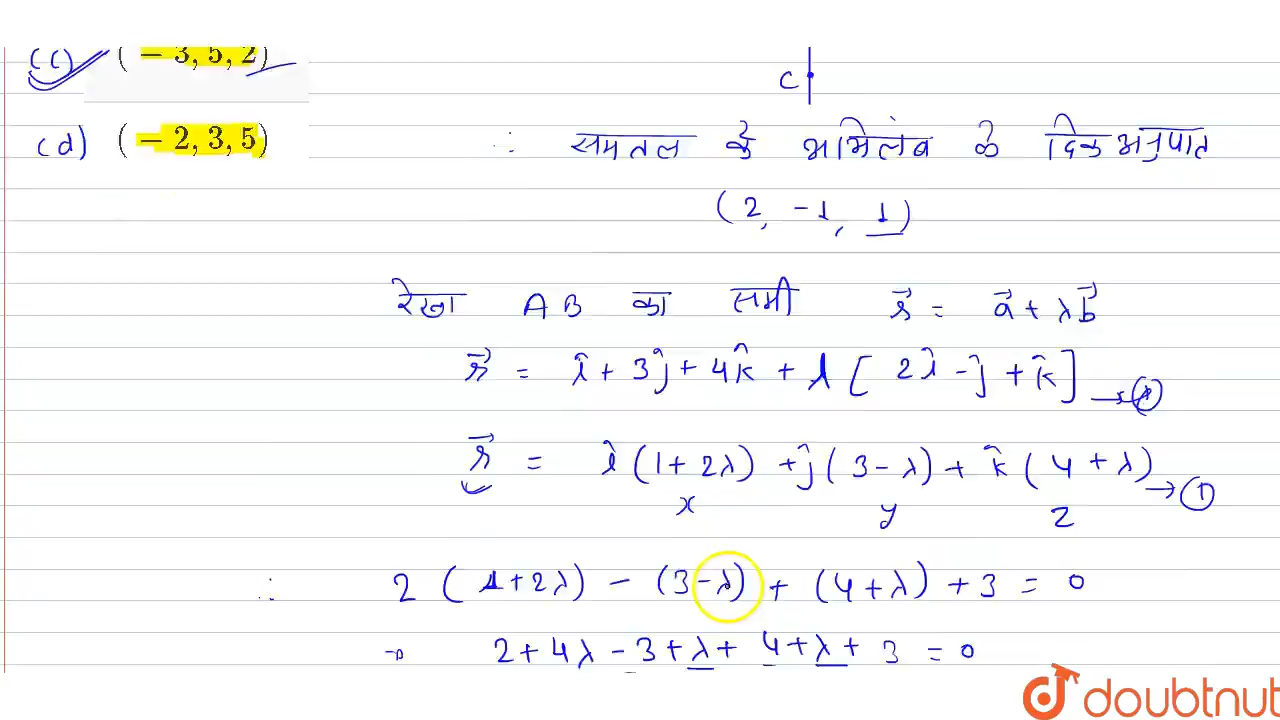 (c) (− 3, 5, 2)
C
(d) (− 2, 3, 5)
∴ समतल के अभिलंब के दिक अनुपात
(2, -1, 1)
रेखा AB का समी r⃗ = a⃗ + λb⃗
r⃗ = î + 3ĵ + 4k̂ + λ[2î - ĵ + k̂] →
r⃗ = î(1+2λ) + ĵ(3-λ) + k̂(4+λ) → ①
x y z
∴ 2(1+2λ) - (3-λ) + (4+λ) + 3 = 0
⇒ 2+4λ-3+λ+4+λ+3 = 0
doubtnut